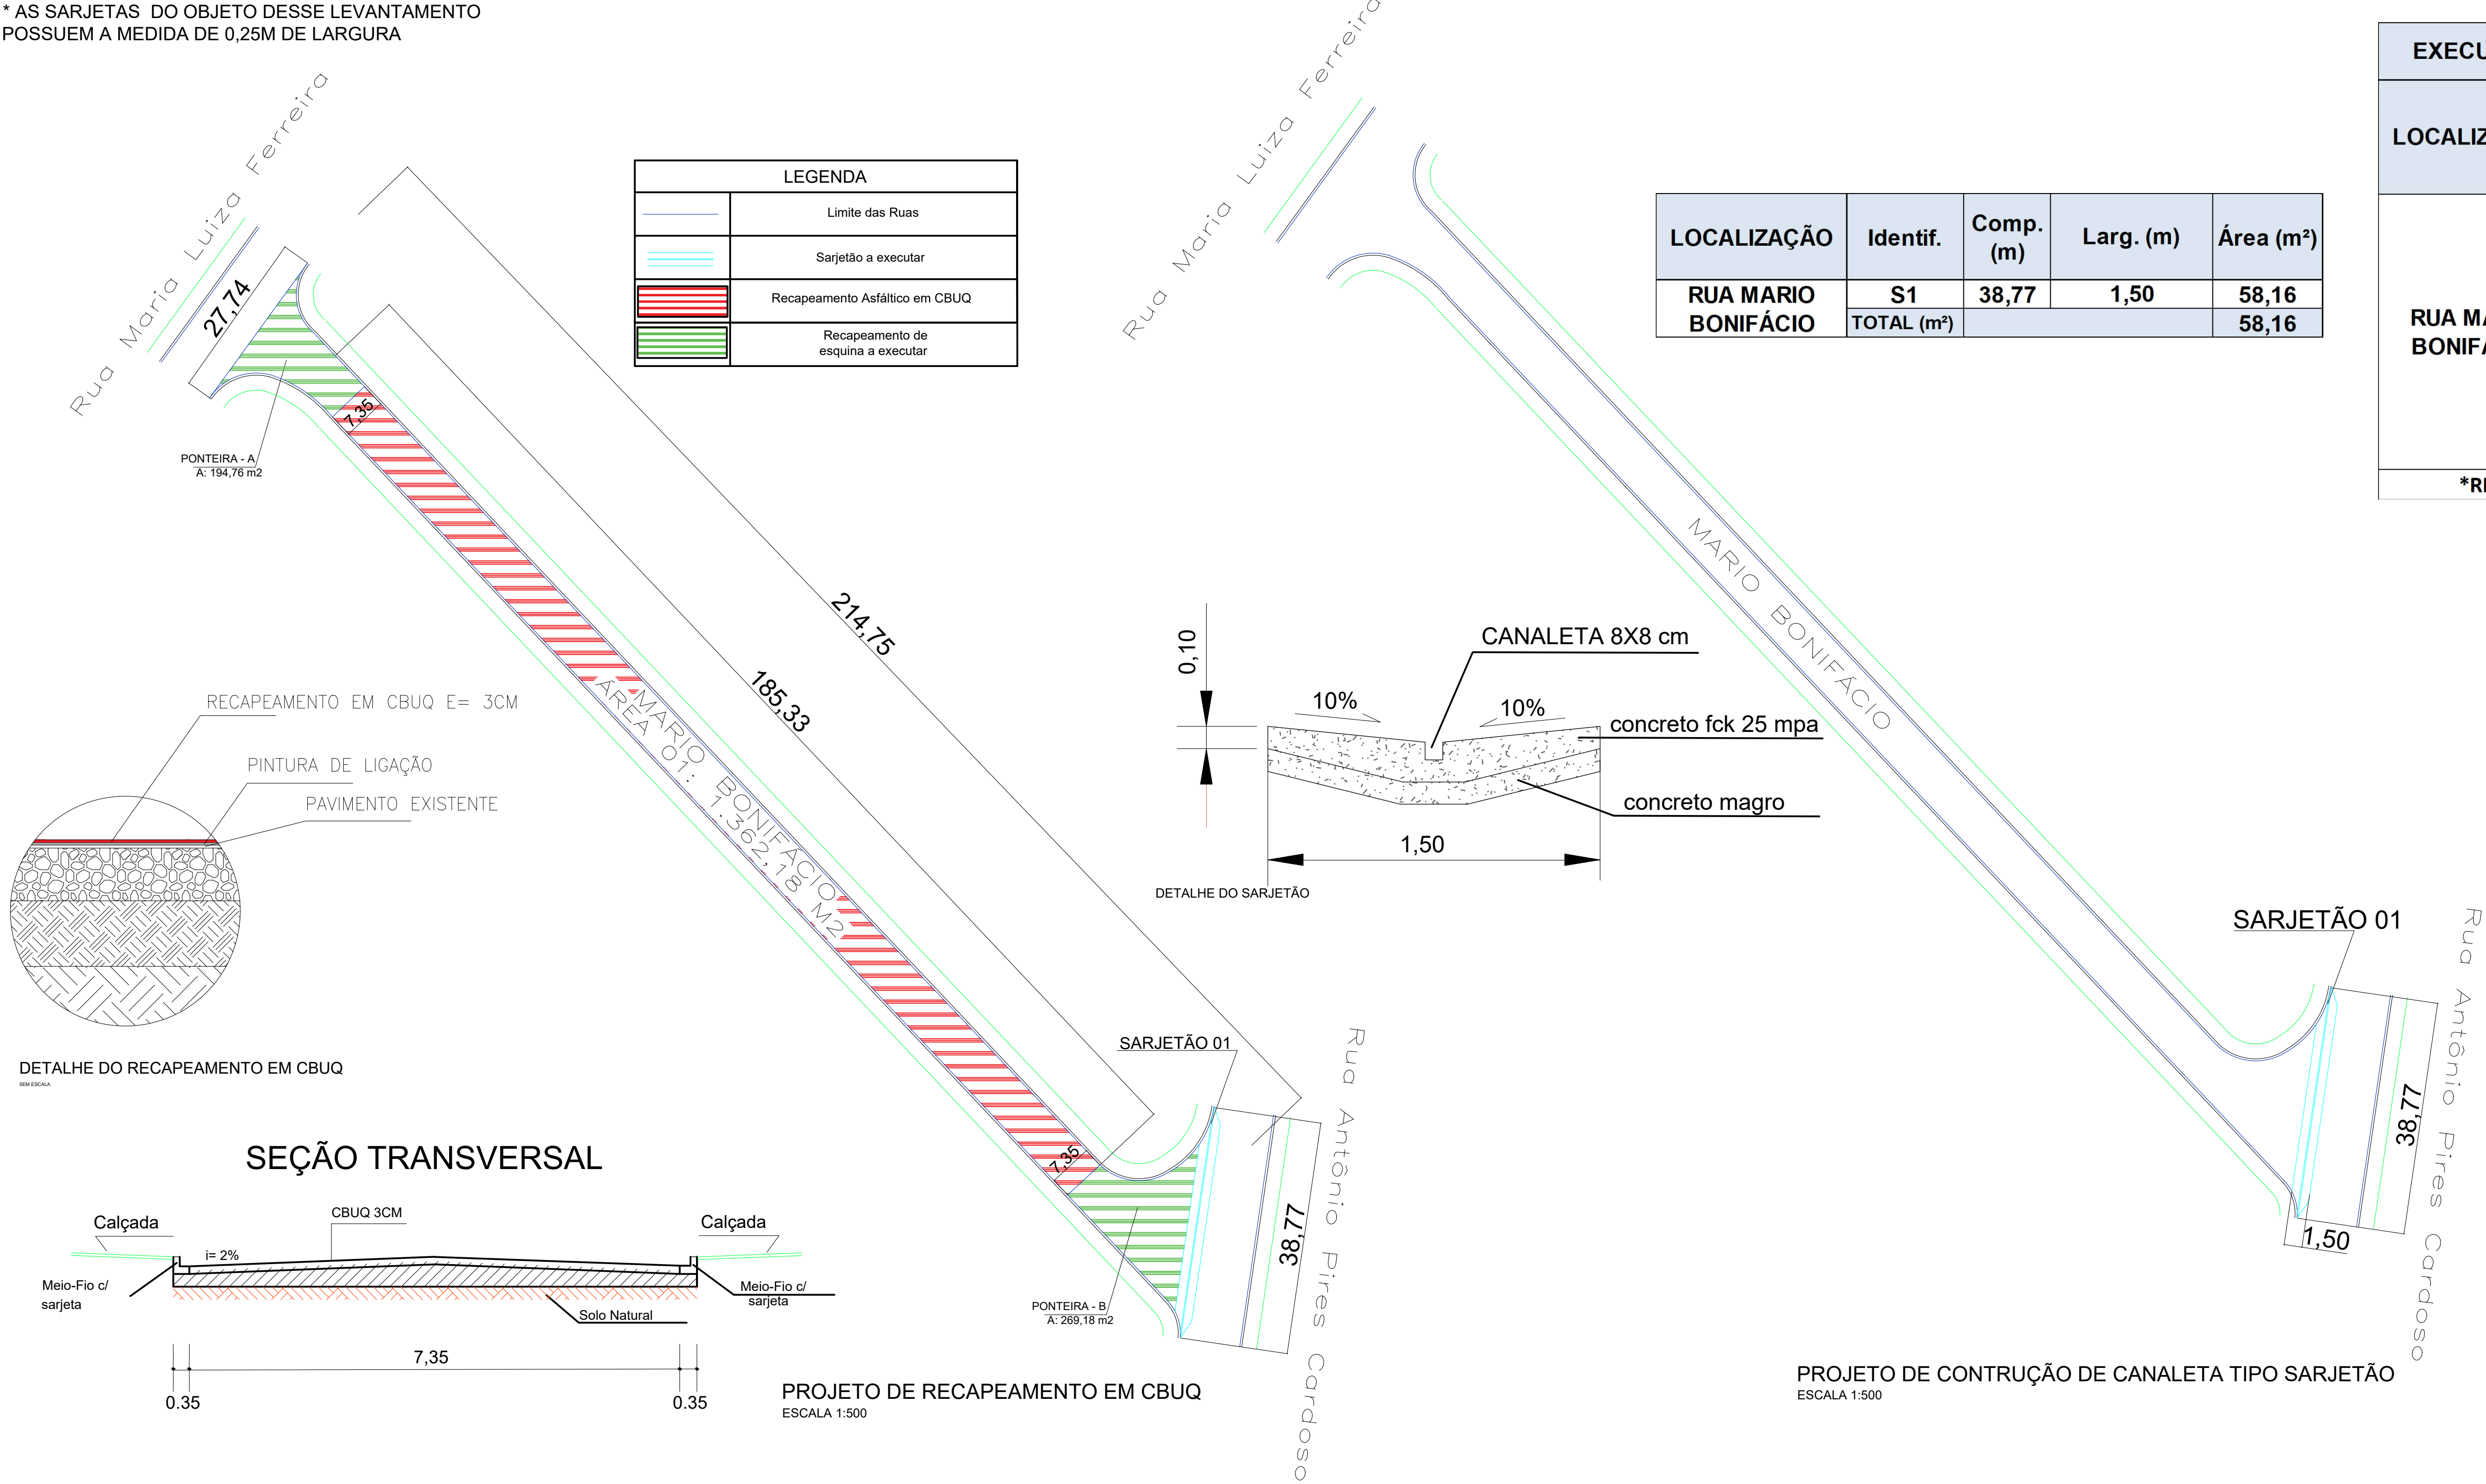 * AS SARJETAS DO OBJETO DESSE LEVANTAMENTO
POSSUEM A MEDIDA DE 0,25M DE LARGURA
Rua Maria Luiza Ferreira
27,74
7,35
PONTEIRA - A
A: 194,76 m2
214,75
185,33
MARIO BONIFÁCIO
ÁREA 01: 1.362,18 M2
7,35
SARJETÃO 01
PONTEIRA - B
A: 269,18 m2
38,77
Rua Antônio Pires Cardoso
LEGENDA
Limite das Ruas
Sarjetão a executar
Recapeamento Asfáltico em CBUQ
Recapeamento de
esquina a executar
RECAPEAMENTO EM CBUQ E= 3CM
PINTURA DE LIGAÇÃO
PAVIMENTO EXISTENTE
DETALHE DO RECAPEAMENTO EM CBUQ
SEM ESCALA
SEÇÃO TRANSVERSAL
Calçada
CBUQ 3CM
Calçada
i= 2%
Meio-Fio c/
sarjeta
Meio-Fio c/
sarjeta
Solo Natural
7,35
0.35
0.35
PROJETO DE RECAPEAMENTO EM CBUQ
ESCALA 1:500
Rua Maria Luiza Ferreira
MARIO BONIFÁCIO
0,10
CANALETA 8X8 cm
10%
10%
concreto fck 25 mpa
concreto magro
1,50
DETALHE DO SARJETÃO
LOCALIZAÇÃO Identif. Comp. (m) Larg. (m) Área (m²)
RUA MARIO BONIFÁCIO S1 38,77 1,50 58,16
TOTAL (m²) 58,16
SARJETÃO 01
38,77
1,50
Rua Antônio Pires Cardoso
PROJETO DE CONTRUÇÃO DE CANALETA TIPO SARJETÃO
ESCALA 1:500
EXECU
LOCALIZ
RUA MA
BONIFA